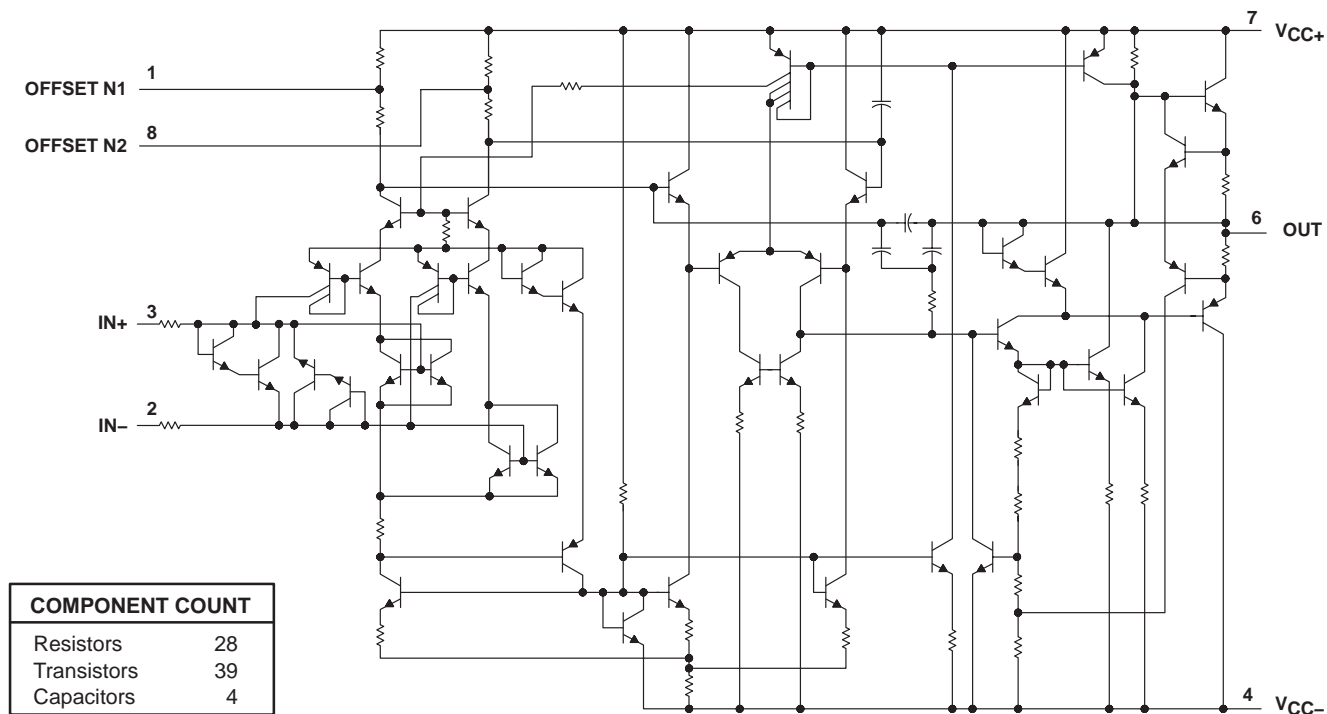 7
VCC+
1
OFFSET N1
8
OFFSET N2
6
OUT
3
IN+
2
IN−
COMPONENT COUNT
Resistors 28
Transistors 39
Capacitors 4
4
VCC−